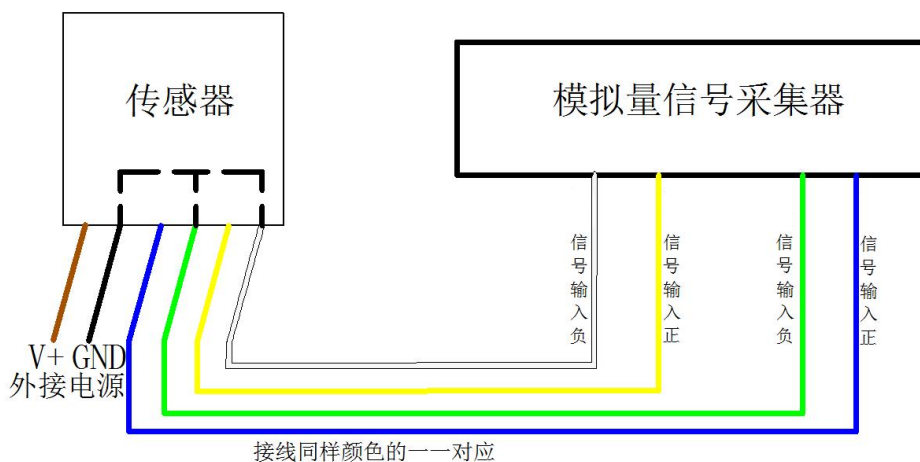 传感器
模拟量信号采集器
信号输入负
信号输入正
信号输入负
信号输入正
V+ GND
外接电源
接线同样颜色的一一对应